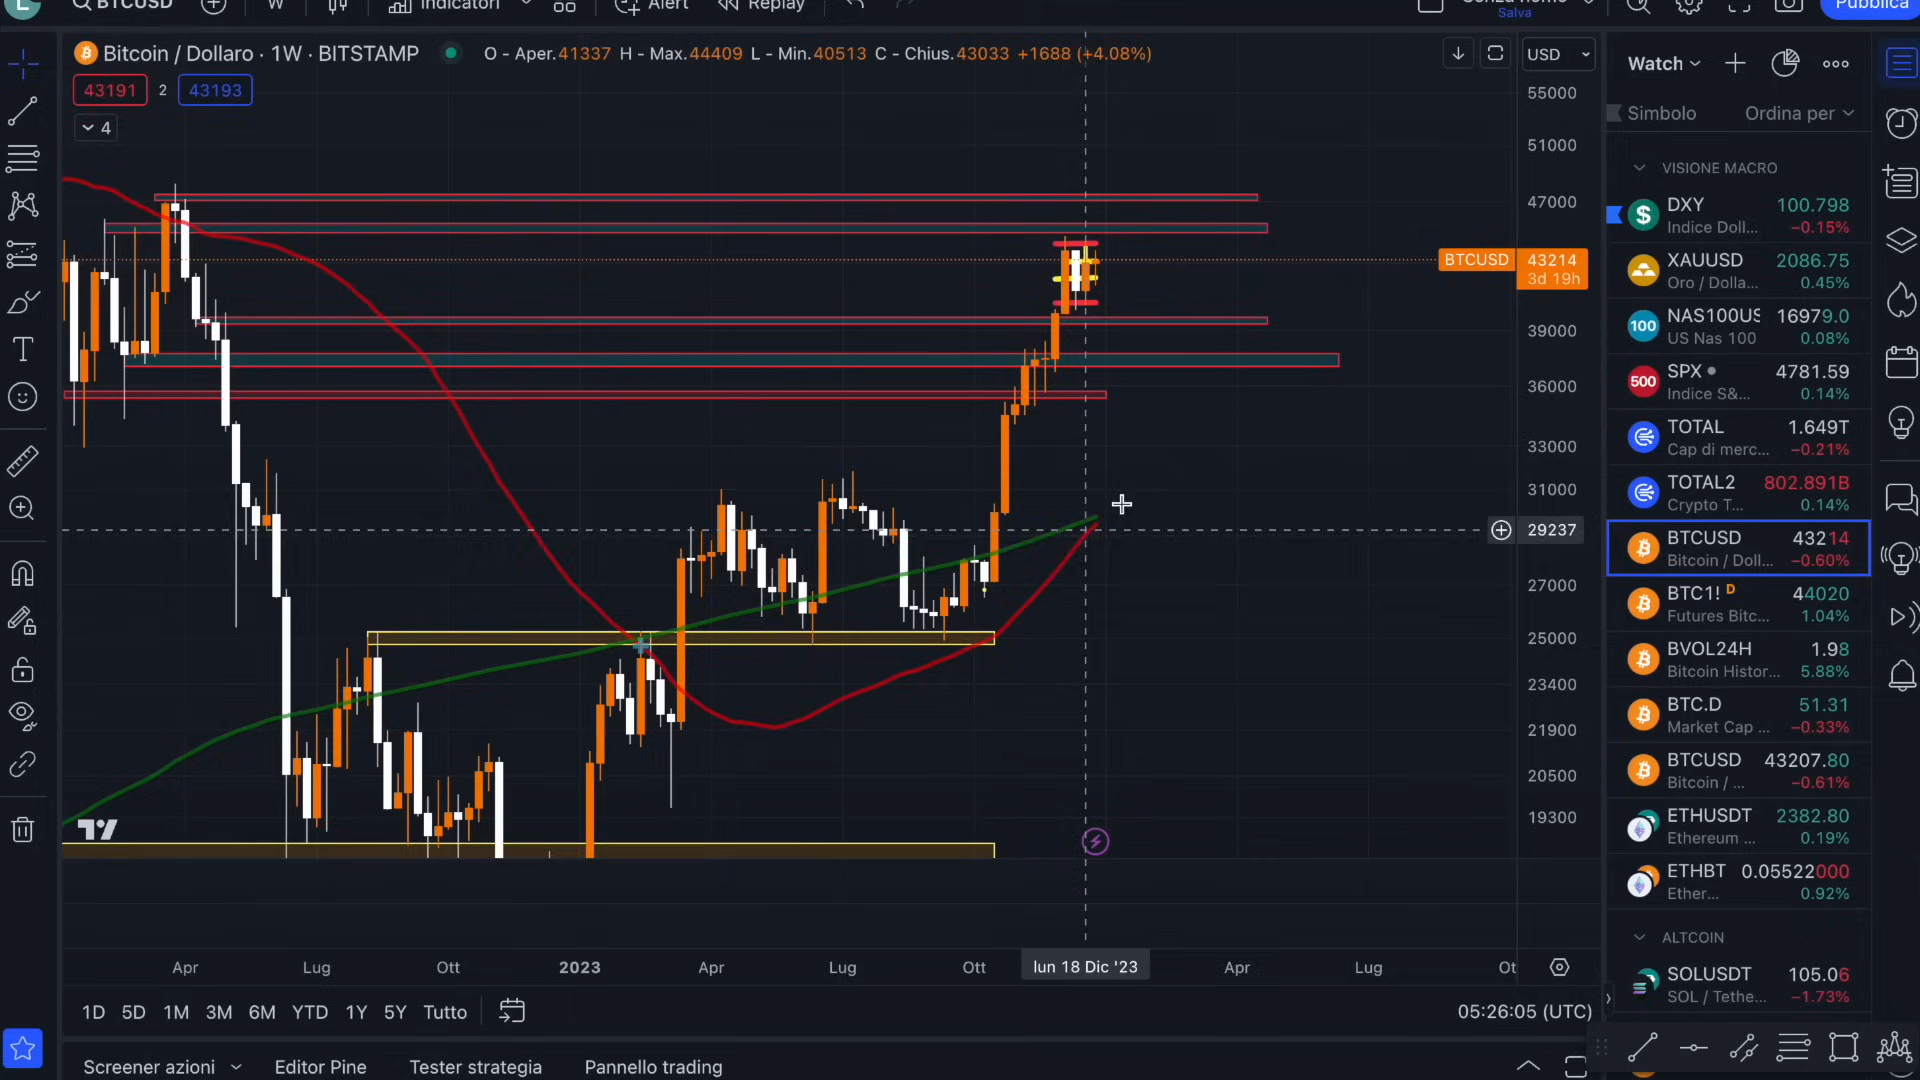 L
BTCUSD
W
Indicatori
Alert
Replay
Senza nome
Salva
Pubblica
Bitcoin / Dollaro · 1W · BITSTAMP
O - Aper.41337 H - Max.44409 L - Min.40513 C - Chius.43033 +1688 (+4.08%)
USD
43191
2
43193
4
55000
51000
47000
BTCUSD
43214
3d 19h
39000
36000
33000
31000
29237
27000
25000
23400
21900
20500
19300
Apr
Lug
Ott
2023
Apr
Lug
Ott
lun 18 Dic '23
Apr
Lug
Ot
1D
5D
1M
3M
6M
YTD
1Y
5Y
Tutto
05:26:05 (UTC)
Screener azioni
Editor Pine
Tester strategia
Pannello trading
Watch
Simbolo
Ordina per
VISIONE MACRO
DXY 100.798
Indice Doll... −0.15%
XAUUSD 2086.75
Oro / Dolla... 0.45%
100
NAS100US 16979.0
US Nas 100 0.08%
500
SPX 4781.59
Indice S&... 0.14%
TOTAL 1.649T
Cap di merc... −0.21%
TOTAL2 802.891B
Crypto T... 0.14%
BTCUSD 43214
Bitcoin / Doll... −0.60%
BTC1! D 44020
Futures Bitc... 1.04%
BVOL24H 1.98
Bitcoin Histor... 5.88%
BTC.D 51.31
Market Cap ... −0.33%
BTCUSD 43207.80
Bitcoin / ... −0.61%
ETHUSDT 2382.80
Ethereum ... 0.19%
ETHBT 0.05522000
Ether... 0.92%
ALTCOIN
SOLUSDT 105.06
SOL / Tethe... −1.73%